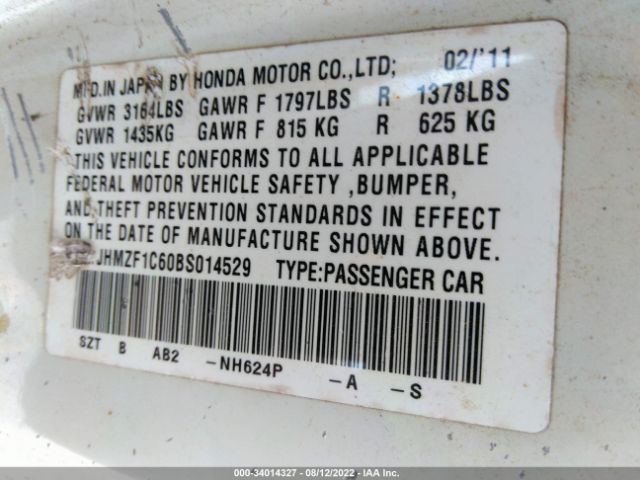 MFD.IN JAPAN BY HONDA MOTOR CO.,LTD; 02/'11
GVWR 3164LBS GAWR F 1797LBS R 1378LBS
GVWR 1435KG GAWR F 815 KG R 625 KG
THIS VEHICLE CONFORMS TO ALL APPLICABLE
FEDERAL MOTOR VEHICLE SAFETY ,BUMPER,
AND THEFT PREVENTION STANDARDS IN EFFECT
ON THE DATE OF MANUFACTURE SHOWN ABOVE.
JHMZF1C60BS014529 TYPE:PASSENGER CAR
SZT B AB2 -NH624P -A -S
000-34014327 - 08/12/2022 - IAA Inc.